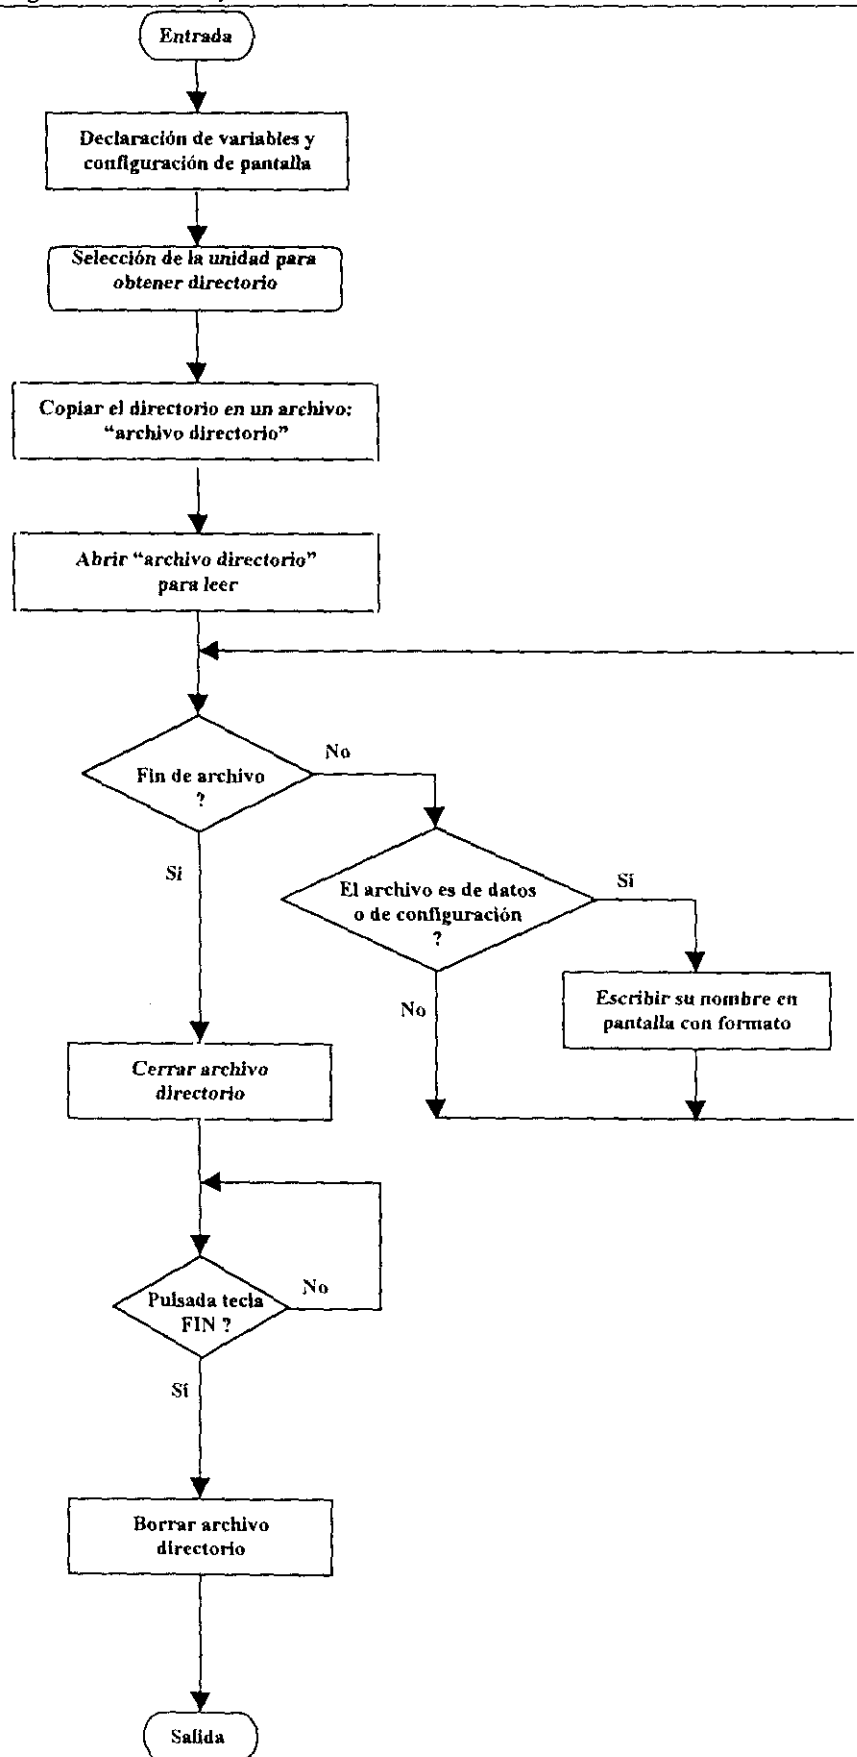 Entrada
Declaración de variables y
configuración de pantalla
Selección de la unidad para
obtener directorio
Copiar el directorio en un archivo:
“archivo directorio”
Abrir “archivo directorio”
para leer
Fin de archivo
?
No
Si
El archivo es de datos
o de configuración
?
Sí
No
Escribir su nombre en
pantalla con formato
Cerrar archivo
directorio
Pulsada tecla
FIN ?
No
Sí
Borrar archivo
directorio
Salida